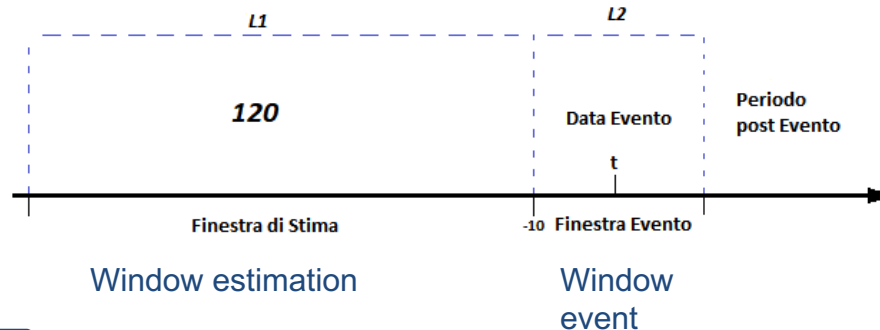 L1
L2
120
Data Evento
t
Periodo
post Evento
Finestra di Stima
-10
Finestra Evento
Window estimation
Window
event